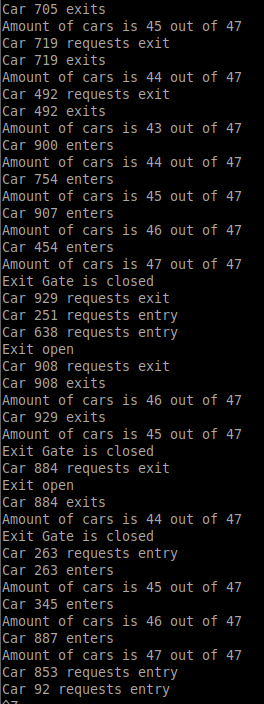 Car 705 exits
Amount of cars is 45 out of 47
Car 719 requests exit
Car 719 exits
Amount of cars is 44 out of 47
Car 492 requests exit
Car 492 exits
Amount of cars is 43 out of 47
Car 900 enters
Amount of cars is 44 out of 47
Car 754 enters
Amount of cars is 45 out of 47
Car 907 enters
Amount of cars is 46 out of 47
Car 454 enters
Amount of cars is 47 out of 47
Exit Gate is closed
Car 929 requests exit
Car 251 requests entry
Car 638 requests entry
Exit open
Car 908 requests exit
Car 908 exits
Amount of cars is 46 out of 47
Car 929 exits
Amount of cars is 45 out of 47
Exit Gate is closed
Car 884 requests exit
Exit open
Car 884 exits
Amount of cars is 44 out of 47
Exit Gate is closed
Car 263 requests entry
Car 263 enters
Amount of cars is 45 out of 47
Car 345 enters
Amount of cars is 46 out of 47
Car 887 enters
Amount of cars is 47 out of 47
Car 853 requests entry
Car 92 requests entry